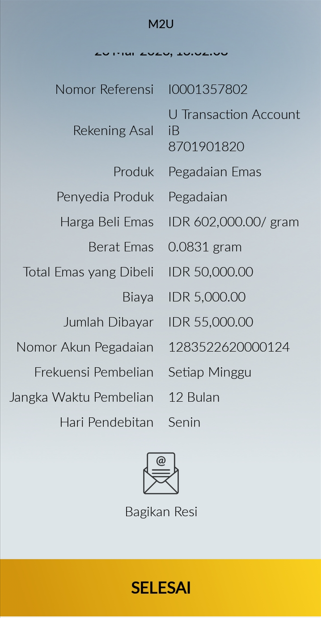 M2U
Nomor Referensi I0001357802
Rekening Asal U Transaction Account
iB
8701901820
Produk Pegadaian Emas
Penyedia Produk Pegadaian
Harga Beli Emas IDR 602,000.00/ gram
Berat Emas 0.0831 gram
Total Emas yang Dibeli IDR 50,000.00
Biaya IDR 5,000.00
Jumlah Dibayar IDR 55,000.00
Nomor Akun Pegadaian 1283522620000124
Frekuensi Pembelian Setiap Minggu
Jangka Waktu Pembelian 12 Bulan
Hari Pendebitan Senin
@
Bagikan Resi
SELESAI